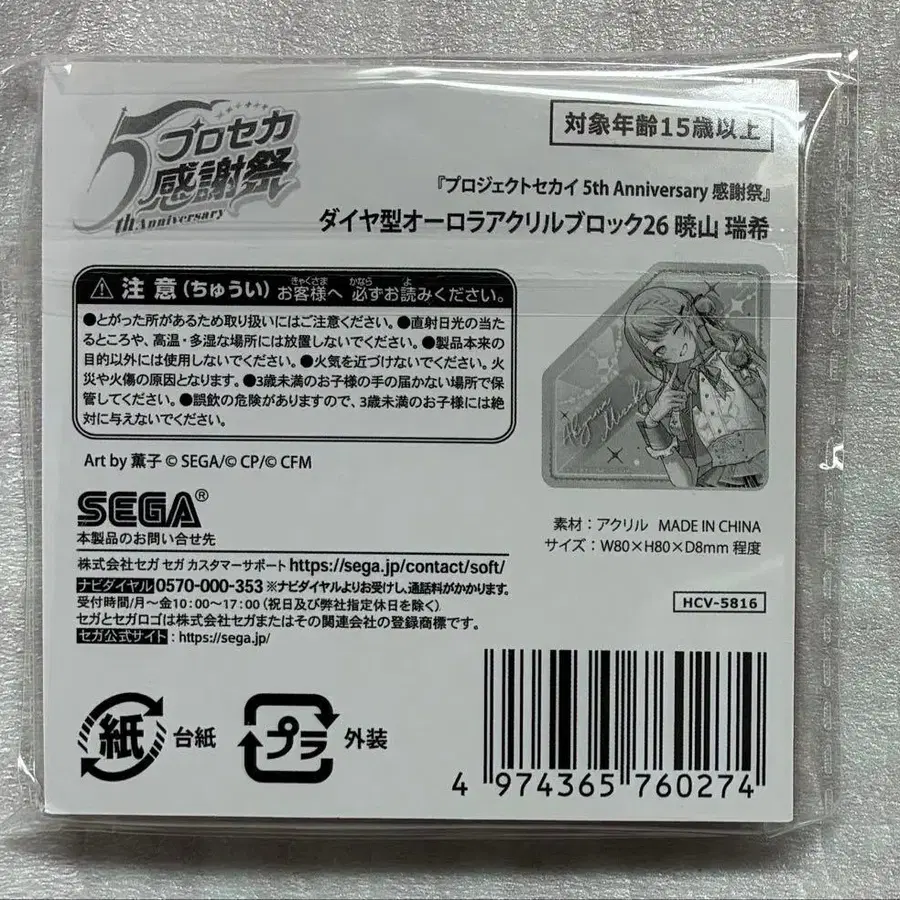 5
プロセカ
感謝祭
th Anniversary
対象年齢15歳以上
『プロジェクトセカイ 5th Anniversary 感謝祭』
ダイヤ型オーロラアクリルブロック26 暁山 瑞希
⚠ 注意(ちゅうい) お客様へ 必ずお読みください。
きゃくさま かなら よ
●とがった所があるため取り扱いにはご注意ください。●直射日光の当た
るところや、高温・多湿な場所には放置しないでください。●製品本来の
目的以外には使用しないでください。●火気を近づけないでください。火
災や火傷の原因となります。●3歳未満のお子様の手の届かない場所で保
管してください。●誤飲の危険がありますので、3歳未満のお子様には絶
対に与えないでください。
Akiyama
Mizuki
Art by 薫子 © SEGA/© CP/© CFM
SEGA®
本製品のお問い合せ先
株式会社セガ セガ カスタマーサポート https://sega.jp/contact/soft/
ナビダイヤル 0570-000-353 ※ナビダイヤルよりお受けし、通話料がかかります。
受付時間/月~金10:00~17:00(祝日及び弊社指定休日を除く)
セガとセガロゴは株式会社セガまたはその関連会社の登録商標です。
セガ公式サイト:https://sega.jp/
素材:アクリル MADE IN CHINA
サイズ:W80×H80×D8mm 程度
HCV-5816
紙 台紙
プラ 外装
4 974365 760274